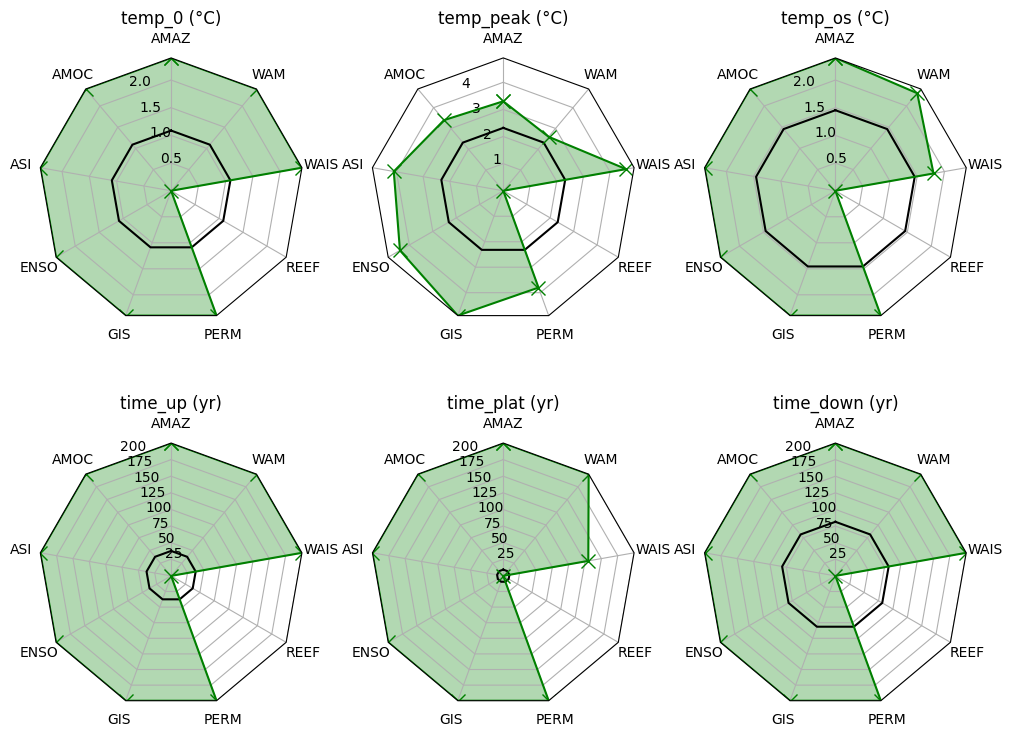 temp_0 (°C)
AMAZ
WAM
WAIS
REEF
PERM
GIS
ENSO
ASI
AMOC
2.0
1.5
1.0
0.5
temp_peak (°C)
AMAZ
WAM
WAIS
REEF
PERM
GIS
ENSO
ASI
AMOC
4
3
2
1
temp_os (°C)
AMAZ
WAM
WAIS
REEF
PERM
GIS
ENSO
ASI
AMOC
2.0
1.5
1.0
0.5
time_up (yr)
AMAZ
WAM
WAIS
REEF
PERM
GIS
ENSO
ASI
AMOC
200
175
150
125
100
75
50
25
time_plat (yr)
AMAZ
WAM
WAIS
REEF
PERM
GIS
ENSO
ASI
AMOC
200
175
150
125
100
75
50
25
time_down (yr)
AMAZ
WAM
WAIS
REEF
PERM
GIS
ENSO
ASI
AMOC
200
175
150
125
100
75
50
25